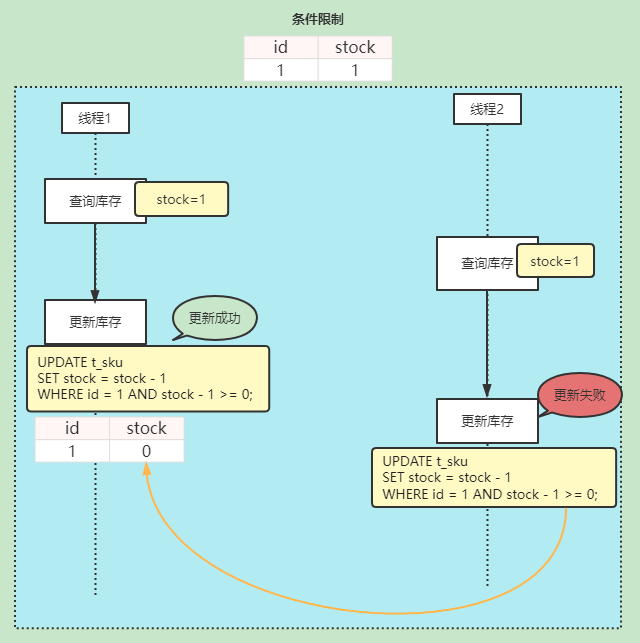 条件限制
id stock
1 1
线程1
查询库存
stock=1
更新库存
更新成功
UPDATE t_sku
SET stock = stock - 1
WHERE id = 1 AND stock - 1 >= 0;
id stock
1 0
线程2
查询库存
stock=1
更新库存
更新失败
UPDATE t_sku
SET stock = stock - 1
WHERE id = 1 AND stock - 1 >= 0;